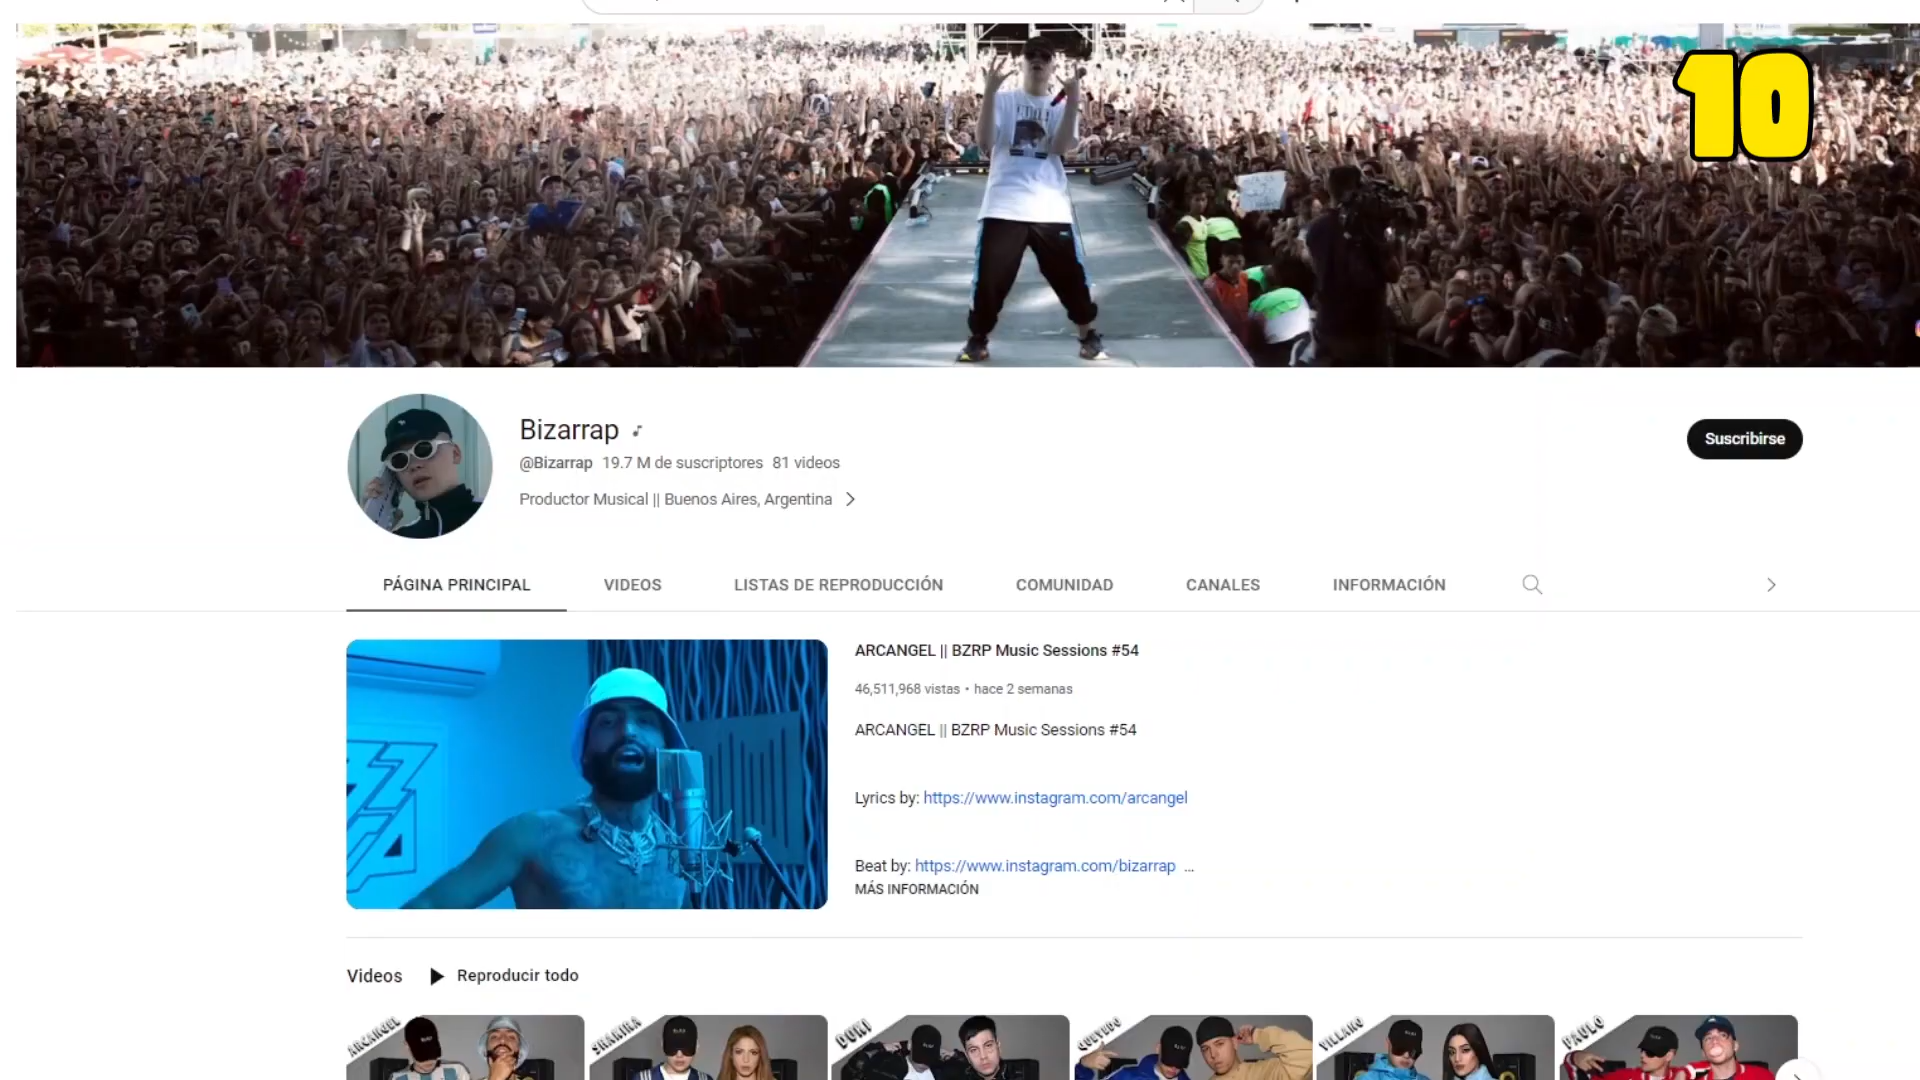 10
Bizarrap
Suscribirse
@Bizarrap 19.7 M de suscriptores 81 videos
Productor Musical || Buenos Aires, Argentina
PÁGINA PRINCIPAL VIDEOS LISTAS DE REPRODUCCIÓN COMUNIDAD CANALES INFORMACIÓN
ARCANGEL || BZRP Music Sessions #54
46,511,968 vistas • hace 2 semanas
ARCANGEL || BZRP Music Sessions #54
Lyrics by: https://www.instagram.com/arcangel
Beat by: https://www.instagram.com/bizarrap ...
MÁS INFORMACIÓN
Videos Reproducir todo
ARCANGEL SHAKIRA DUKI QUEVEDO VILLANO PAULO